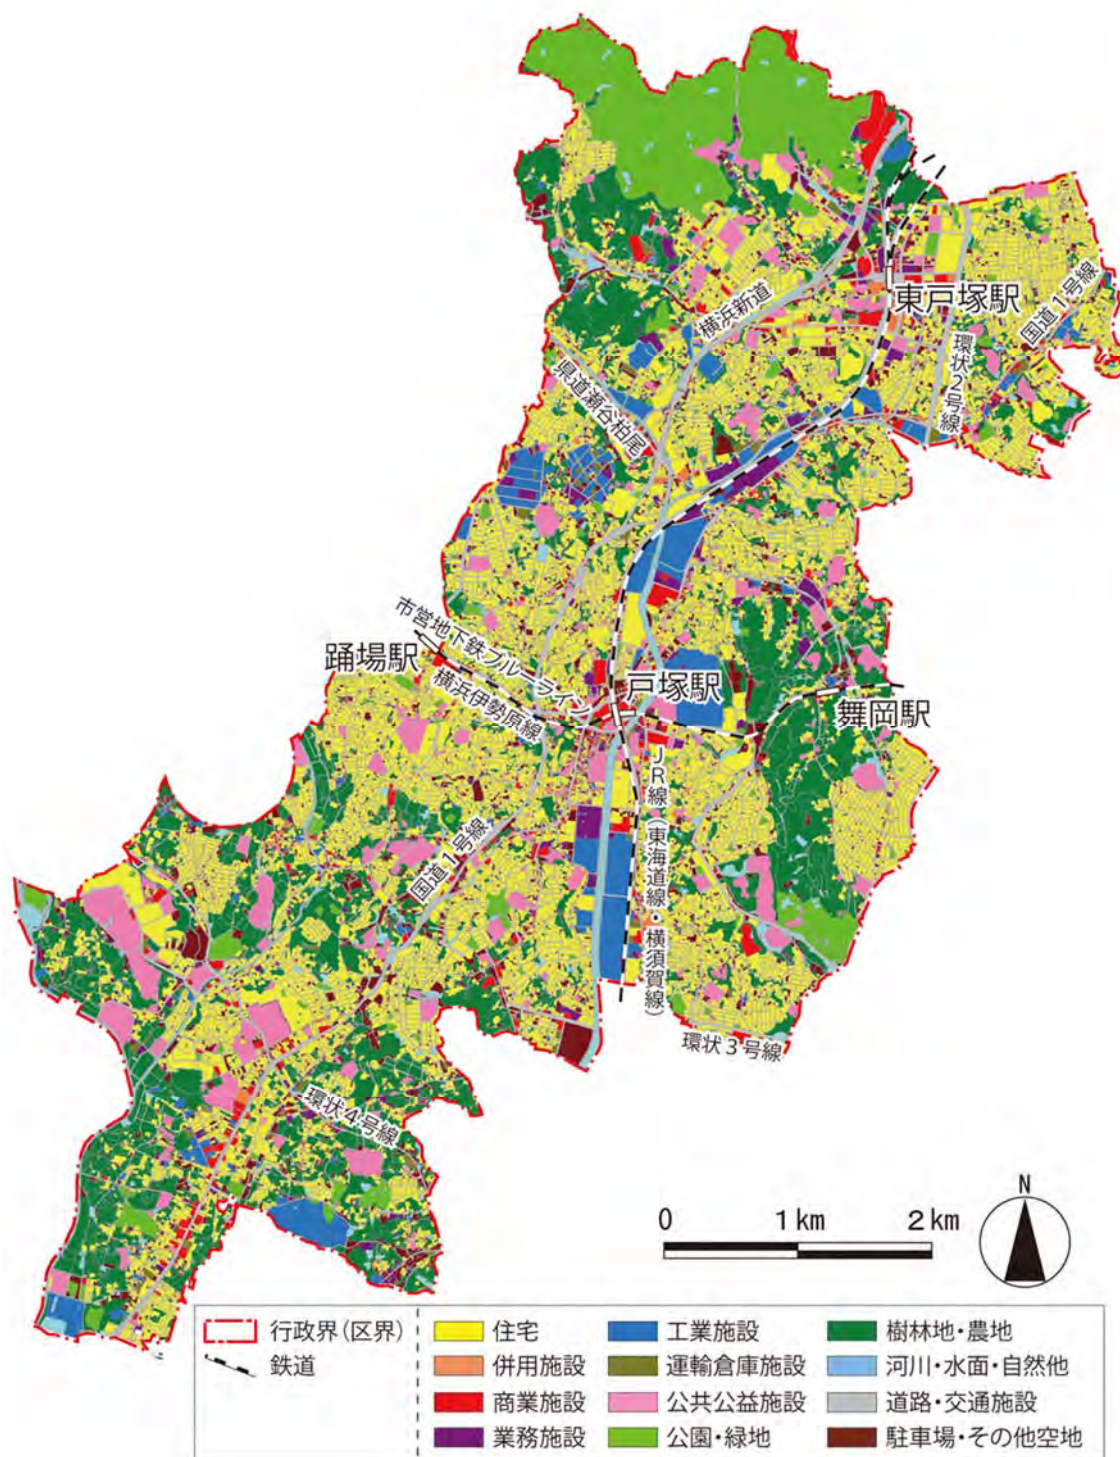 東戸塚駅
国道1号線
横浜新道
環状2号線
県道瀬谷柏尾
市営地下鉄ブルーライン
踊場駅
横浜伊勢原線
戸塚駅
舞岡駅
JR線(東海道線・横須賀線)
国道1号線
環状3号線
環状4号線
N
0 1km 2km
行政界(区界)
鉄道
住宅
併用施設
商業施設
業務施設
工業施設
運輸倉庫施設
公共公益施設
公園・緑地
樹林地・農地
河川・水面・自然他
道路・交通施設
駐車場・その他空地